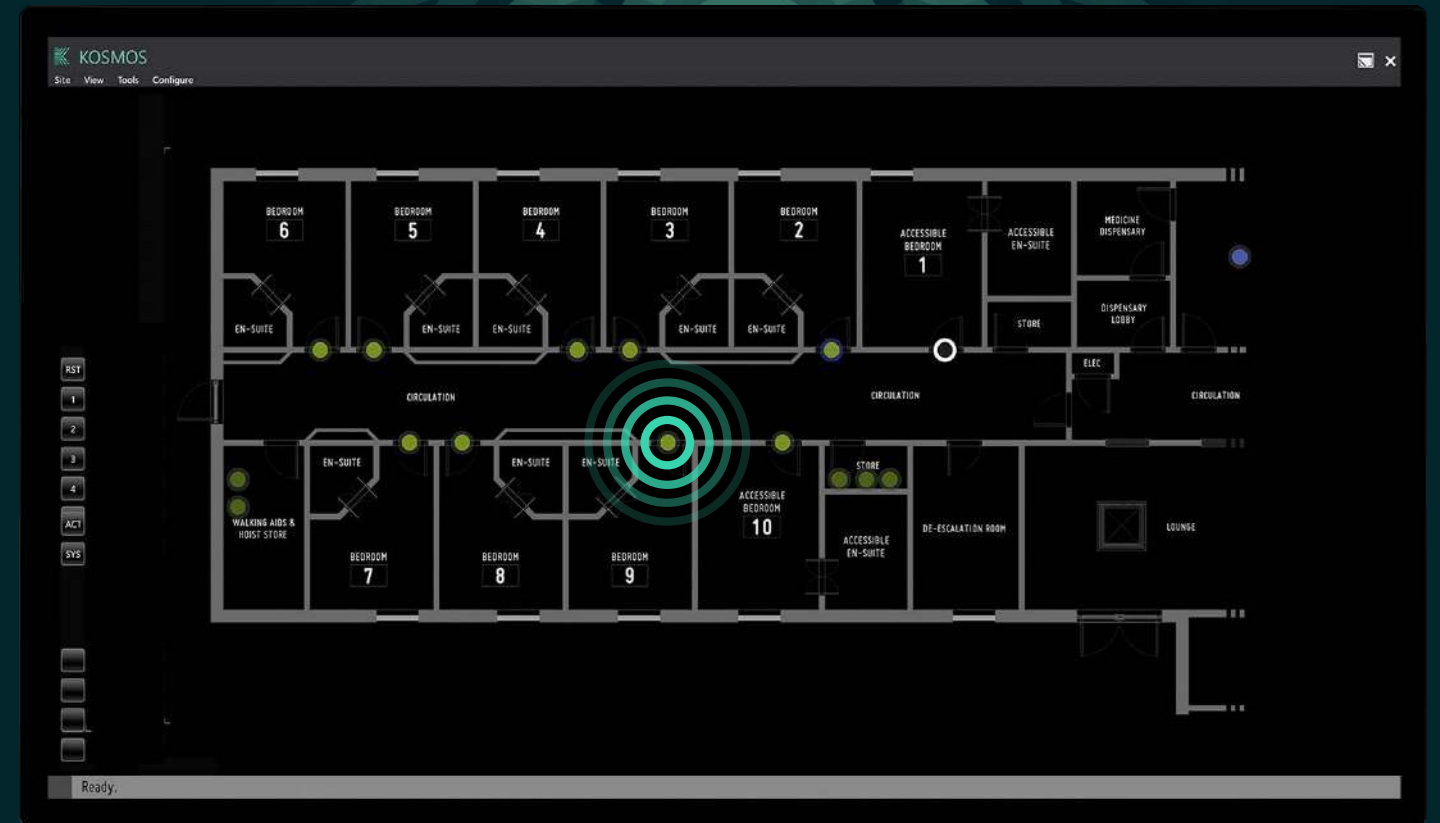 KOSMOS
Site View Tools Configure
BEDROOM
6
BEDROOM
5
BEDROOM
4
BEDROOM
3
BEDROOM
2
ACCESSIBLE
BEDROOM
1
ACCESSIBLE
EN-SUITE
MEDICINE
DISPENSARY
EN-SUITE
EN-SUITE
EN-SUITE
EN-SUITE
EN-SUITE
STORE
DISPENSARY
LOBBY
ELEC
RST
1
2
3
4
ACT
SYS
CIRCULATION
CIRCULATION
CIRCULATION
EN-SUITE
EN-SUITE
EN-SUITE
STORE
WALKING AIDS &
HOIST STORE
BEDROOM
7
BEDROOM
8
BEDROOM
9
ACCESSIBLE
BEDROOM
10
ACCESSIBLE
EN-SUITE
DE-ESCALATION ROOM
LOUNGE
Ready.